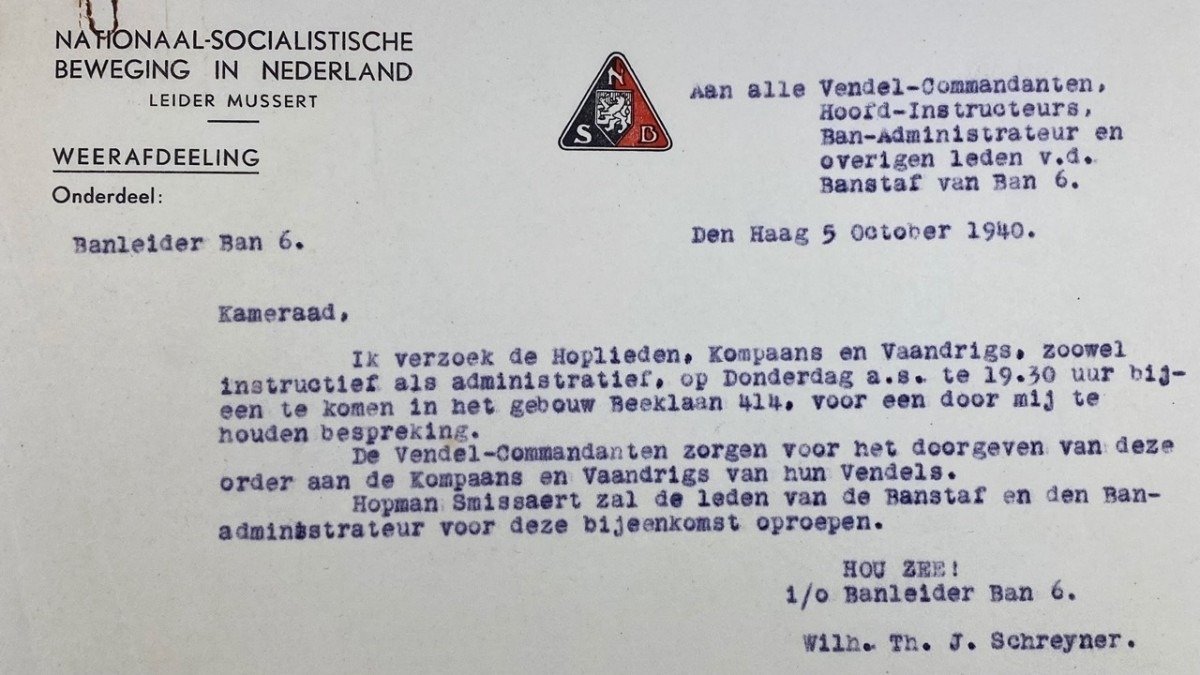 NATIONAAL-SOCIALISTISCHE
BEWEGING IN NEDERLAND
LEIDER MUSSERT
WEERAFDEELING
Onderdeel:
Banleider Ban 6.
N
S B
Aan alle Vendel-Commandanten,
Hoofd-Instructeurs,
Ban-Administrateur en
overigen leden v.d.
Banstaf van Ban 6.
Den Haag 5 October 1940.
Kameraad,
Ik verzoek de Hoplieden, Kompaans en Vaandrigs, zoowel
instructief als administratief, op Donderdag a.s. te 19.30 uur bij-
een te komen in het gebouw Beeklaan 414, voor een door mij te
houden bespreking.
De Vendel-Commandanten zorgen voor het doorgeven van deze
order aan de Kompaans en Vaandrigs van hun Vendels.
Hopman Smissaert zal de leden van de Banstaf en den Ban-
administrateur voor deze bijeenkomst oproepen.
HOU ZEE!
i/o Banleider Ban 6.
Wilh. Th. J. Schreyner.